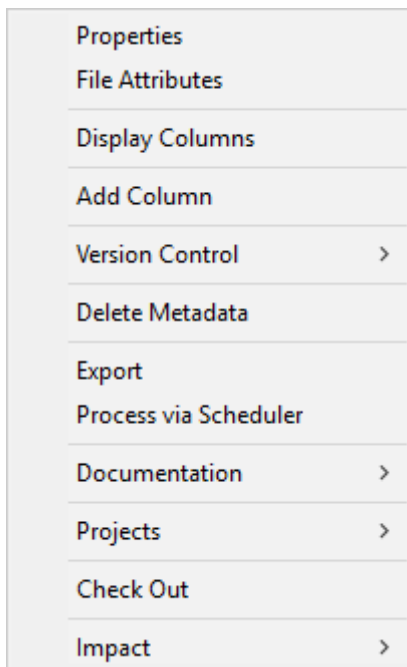 Properties
File Attributes
Display Columns
Add Column
Version Control
Delete Metadata
Export
Process via Scheduler
Documentation
Projects
Check Out
Impact